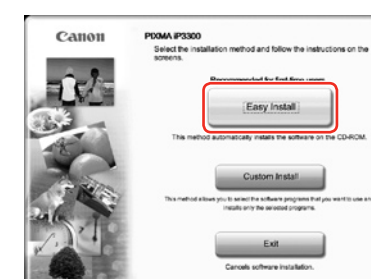 Canon
PIXMA iP3300
Select the installation method and follow the instructions on the
screens.
Recommended for first time users
Easy Install
This method automatically installs the software on the CD-ROM.
Custom Install
This method allows you to select the software programs that you want to use an
installs only the selected programs.
Exit
Cancels software installation.